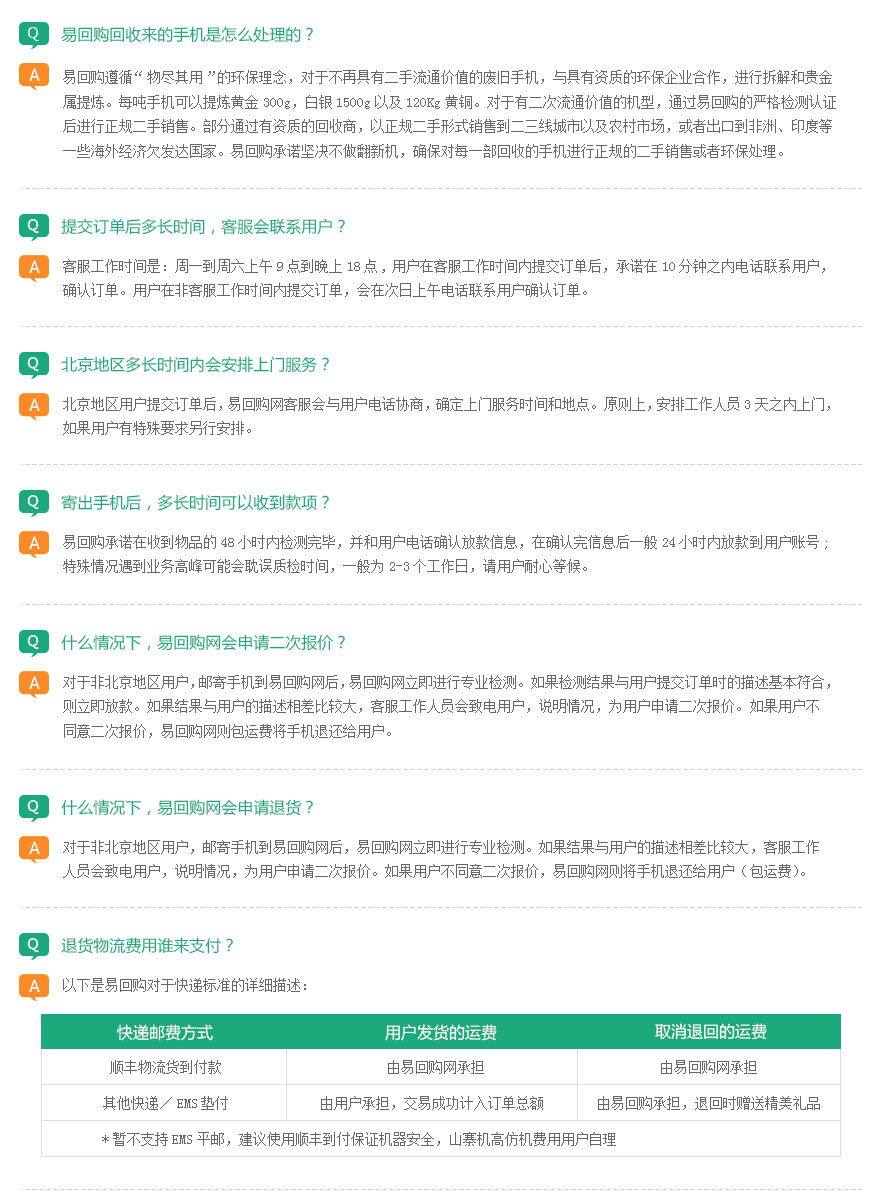 Q 易回购回收来的手机是怎么处理的？
A 易回购遵循“物尽其用”的环保理念，对于不再具有二手流通价值的废旧手机，与具有资质的环保企业合作，进行拆解和贵金
属提炼。每吨手机可以提炼黄金300g，白银1500g以及120Kg黄铜。对于有二次流通价值的机型，通过易回购的严格检测认证
后进行正规二手销售。部分通过有资质的回收商，以正规二手形式销售到二三线城市以及农村市场，或者出口到非洲、印度等
一些海外经济欠发达国家。易回购承诺坚决不做翻新机，确保对每一部回收的手机进行正规的二手销售或者环保处理。
Q 提交订单后多长时间，客服会联系用户？
A 客服工作时间是：周一到周六上午9点到晚上18点，用户在客服工作时间内提交订单后，承诺在10分钟之内电话联系用户，
确认订单。用户在非客服工作时间内提交订单，会在次日上午电话联系用户确认订单。
Q 北京地区多长时间内会安排上门服务？
A 北京地区用户提交订单后，易回购网客服会与用户电话协商，确定上门服务时间和地点。原则上，安排工作人员3天之内上门，
如果用户有特殊要求另行安排。
Q 寄出手机后，多长时间可以收到款项？
A 易回购承诺在收到物品的48小时内检测完毕，并和用户电话确认放款信息，在确认完信息后一般24小时内放款到用户账号；
特殊情况遇到业务高峰可能会耽误质检时间，一般为2-3个工作日，请用户耐心等候。
Q 什么情况下，易回购网会申请二次报价？
A 对于非北京地区用户，邮寄手机到易回购网后，易回购网立即进行专业检测。如果检测结果与用户提交订单时的描述基本符合，
则立即放款。如果结果与用户的描述相差比较大，客服工作人员会致电用户，说明情况，为用户申请二次报价。如果用户不
同意二次报价，易回购网则包运费将手机退还给用户。
Q 什么情况下，易回购网会申请退货？
A 对于非北京地区用户，邮寄手机到易回购网后，易回购网立即进行专业检测。如果结果与用户的描述相差比较大，客服工作
人员会致电用户，说明情况，为用户申请二次报价。如果用户不同意二次报价，易回购网则将手机退还给用户（包运费）。
Q 退货物流费用谁来支付？
A 以下是易回购对于快递标准的详细描述：
快递邮费方式 用户发货的运费 取消退回的运费
顺丰物流货到付款 由易回购网承担 由易回购网承担
其他快递／EMS垫付 由用户承担，交易成功计入订单总额 由易回购承担，退回时赠送精美礼品
＊暂不支持EMS平邮，建议使用顺丰到付保证机器安全，山寨机高仿机费用用户自理